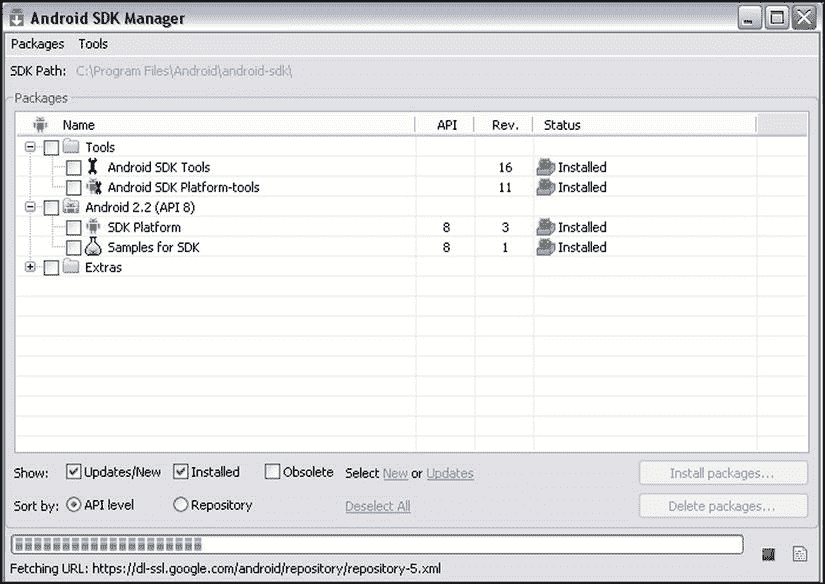 Android SDK Manager
Packages Tools
SDK Path: C:\Program Files\Android\android-sdk\
Packages
Name API Rev. Status
Tools
Android SDK Tools 16 Installed
Android SDK Platform-tools 11 Installed
Android 2.2 (API 8)
SDK Platform 8 3 Installed
Samples for SDK 8 1 Installed
Extras
Show: Updates/New Installed Obsolete Select New or Updates Install packages...
Sort by: API level Repository Deselect All Delete packages...
Fetching URL: https://dl-ssl.google.com/android/repository/repository-5.xml